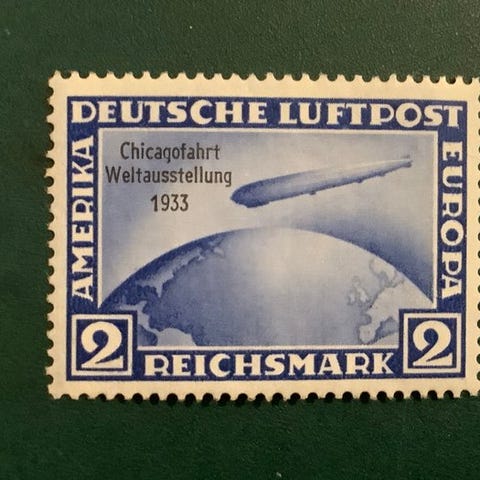 DEUTSCHE LUFTPOST
Chicagofahrt
Weltausstellung
1933
AMERIKA
EUROPA
2 REICHSMARK 2